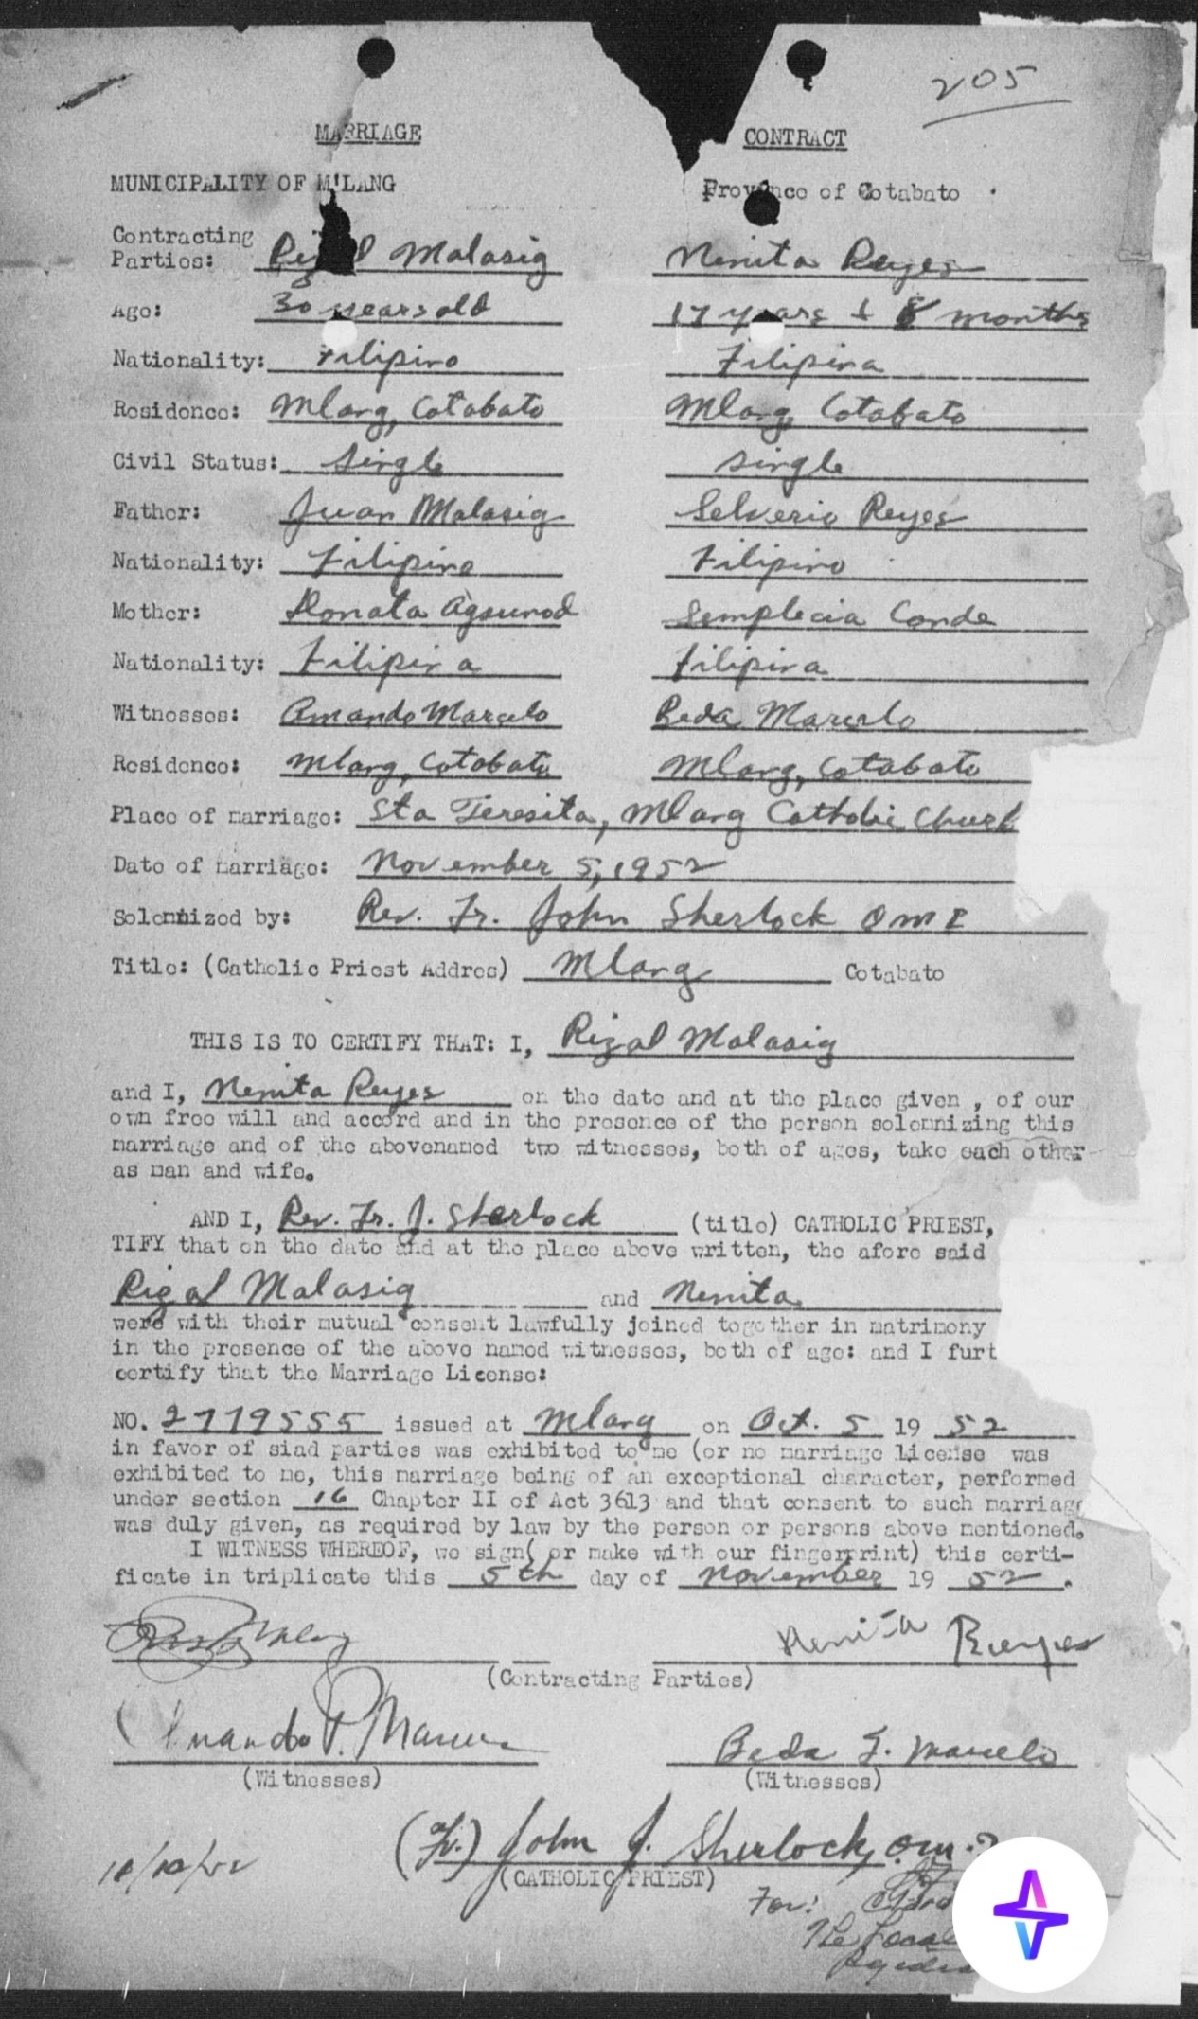 205
MARRIAGE CONTRACT
MUNICIPALITY OF M'LANG Province of Cotabato
Contracting
Parties: Malasig Nenita Reyes
Age: 30 years old 17 years & 8 months
Nationality: Filipino Filipina
Residence: Mlang, Cotabato Mlang, Cotabato
Civil Status: Single single
Father: Juan Malasig Selverio Reyes
Nationality: Filipino Filipino
Mother: Donata Agsunod Semplecia Conde
Nationality: Filipina Filipina
Witnesses: Amando Marcelo Beda Marcelo
Residence: Mlang, Cotabato Mlang, Cotabato
Place of marriage: Sta Teresita, Mlang Catholic Church
Date of marriage: November 5, 1952
Solemnized by: Rev. Fr. John Sherlock OMI
Title: (Catholic Priest Addres) Mlang Cotabato
THIS IS TO CERTIFY THAT: I, Rizal Malasig
and I, Nenita Reyes on the date and at the place given , of our
own free will and accord and in the presence of the person solemnizing this
marriage and of the abovenamed two witnesses, both of ages, take each other
as man and wife.
AND I, Rev. Fr. J. Sherlock (title) CATHOLIC PRIEST,
TIFY that on the date and at the place above written, the afore said
Rizal Malasig and Nenita
were with their mutual consent lawfully joined together in matrimony
in the presence of the above named witnesses, both of age: and I furt
certify that the Marriage License:
NO. 2779555 issued at Mlang on Oct. 5 19 52
in favor of siad parties was exhibited to me (or no marriage license was
exhibited to me, this marriage being of an exceptional character, performed
under section 16 Chapter II of Act 3613 and that consent to such marriage
was duly given, as required by law by the person or persons above mentioned.
I WITNESS WHEREOF, we sign( or make with our fingerprint) this certi-
ficate in triplicate this 5th day of November 19 52 .
Nenita Reyes
(Contracting Parties)
Amando P. Beda F. Marcelo
(Witnesses) (Witnesses)
(Fr.) John J. Sherlock, omi
(CATHOLIC PRIEST)
For:
The Local